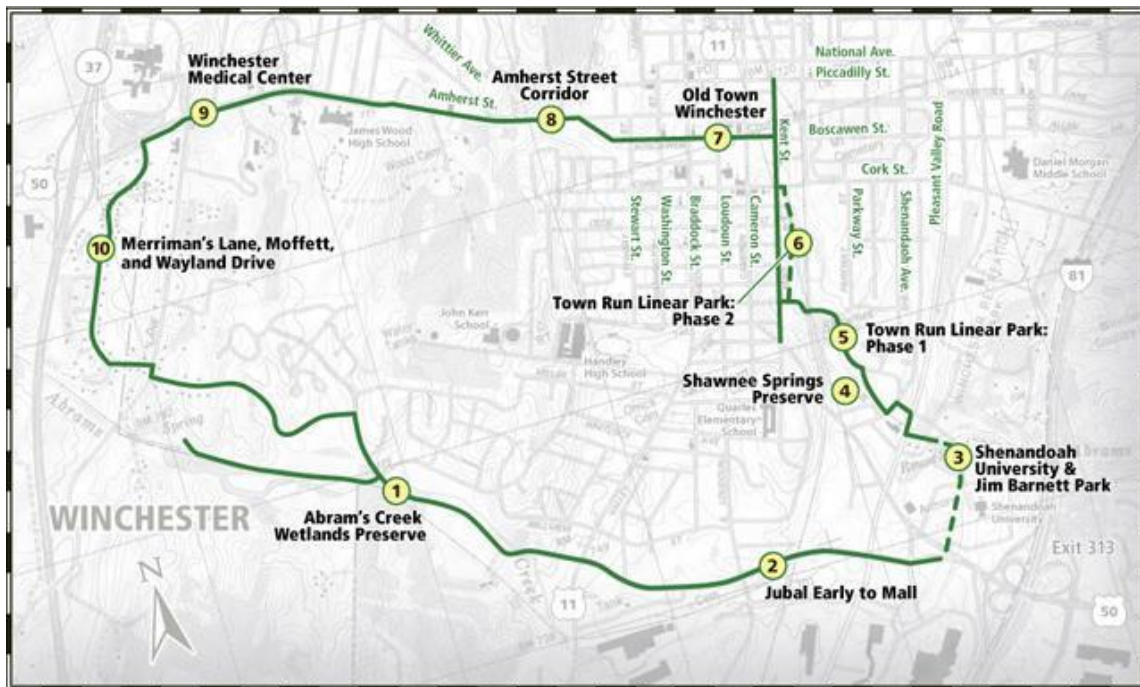 37
Winchester
Medical Center
9
Whittier Ave.
Amherst St.
Amherst Street
Corridor
8
11
National Ave.
Piccadilly St.
Old Town
Winchester
7
Kent St.
Boscawen St.
Cork St.
Pleasant Valley Road
Daniel Morgan
Middle School
James Wood
High School
50
10
Merriman's Lane, Moffett,
and Wayland Drive
Stewart St.
Washington St.
Braddock St.
Loudoun St.
Cameron St.
6
Parkway St.
Shenandaoh Ave.
81
Town Run Linear Park:
Phase 2
John Kerr
School
Handley
High School
5
Town Run Linear Park:
Phase 1
Shawnee Springs
Preserve
4
Quarles
Elementary
School
Abrams
Spring
3
Shenandoah
University &
Jim Barnett Park
Shenandoah
University
WINCHESTER
1
Abram's Creek
Wetlands Preserve
Creek
N
11
2
Jubal Early to Mall
Exit 313
50